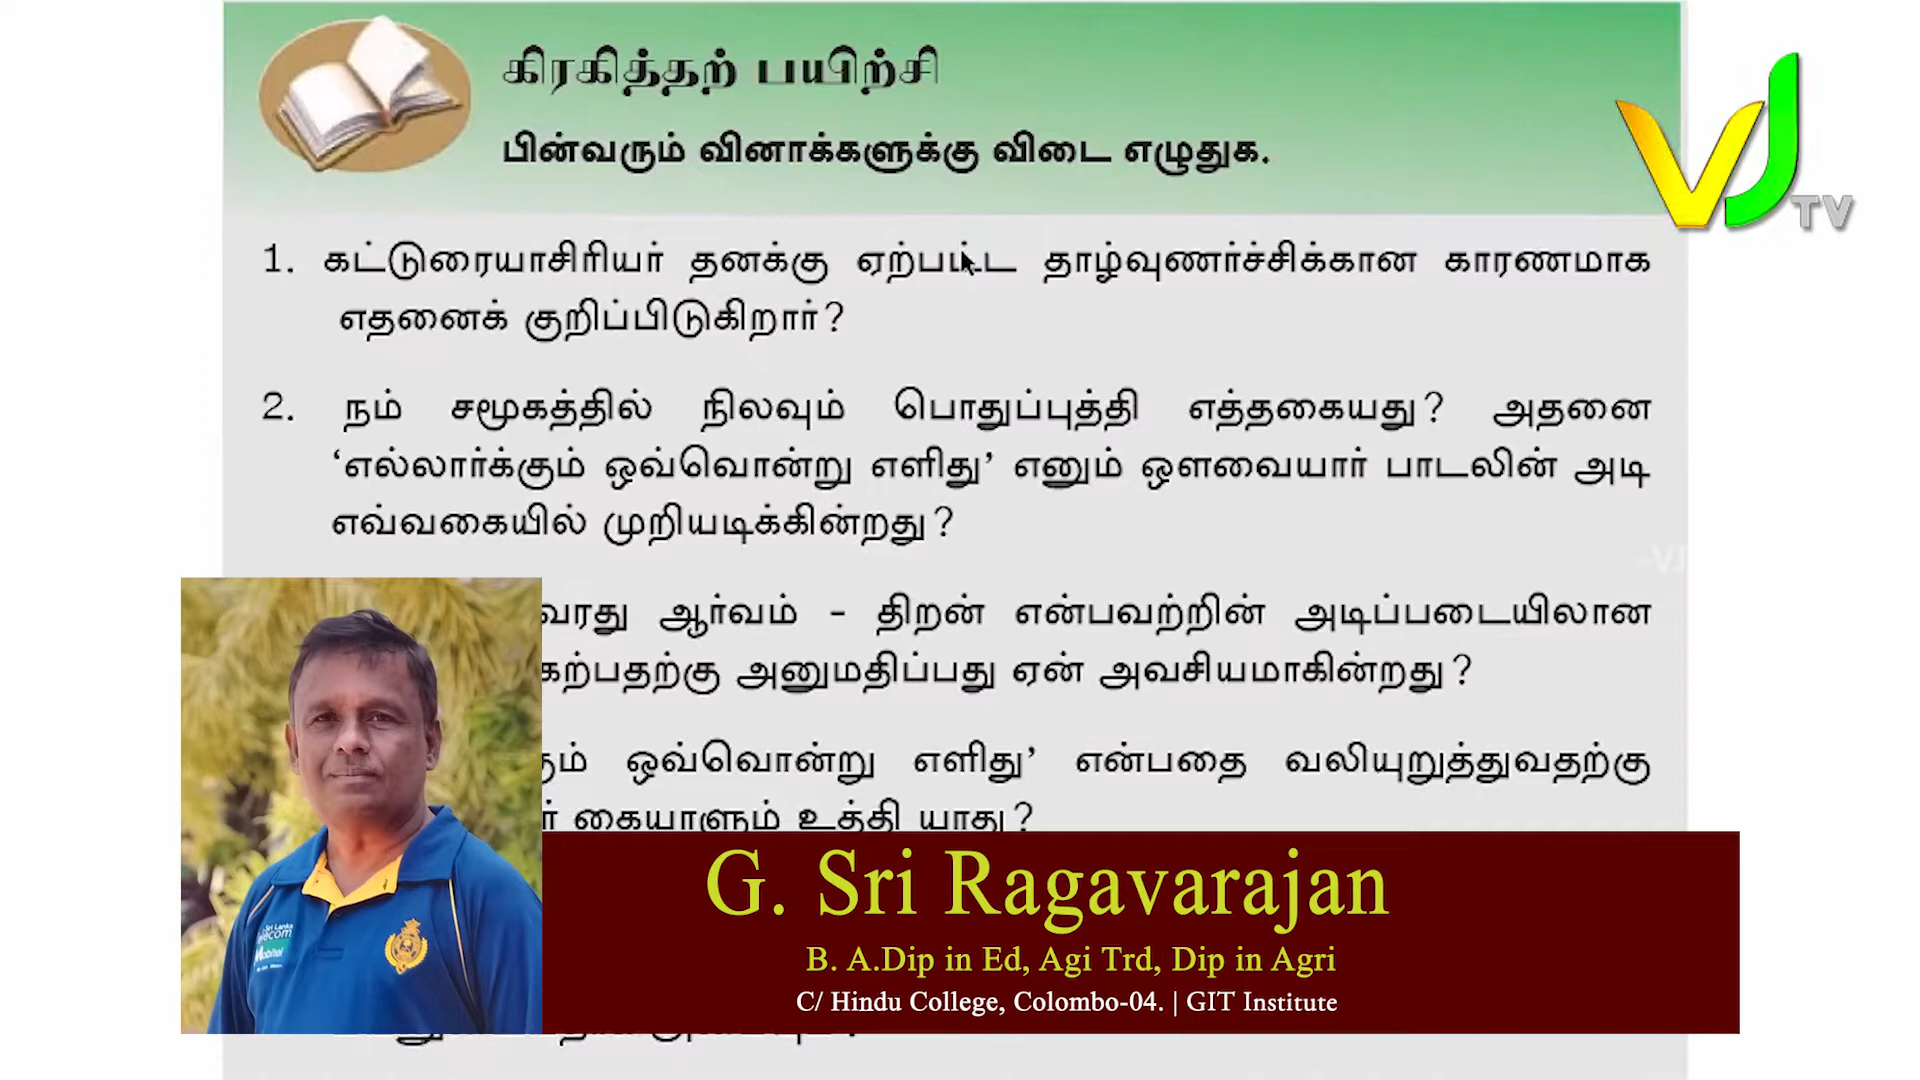 கிரகித்தற் பயிற்சி
பின்வரும் வினாக்களுக்கு விடை எழுதுக.
VJ TV
1. கட்டுரையாசிரியர் தனக்கு ஏற்பட்ட தாழ்வுணர்ச்சிக்கான காரணமாக
எதனைக் குறிப்பிடுகிறார்?
2. நம் சமூகத்தில் நிலவும் பொதுப்புத்தி எத்தகையது? அதனை
‘எல்லார்க்கும் ஒவ்வொன்று எளிது’ எனும் ஔவையார் பாடலின் அடி
எவ்வகையில் முறியடிக்கின்றது?
வரது ஆர்வம் - திறன் என்பவற்றின் அடிப்படையிலான
கற்பதற்கு அனுமதிப்பது ஏன் அவசியமாகின்றது?
ஒவ்வொன்று எளிது’ என்பதை வலியுறுத்துவதற்கு
கையாளும் உத்தி யாது?
Sri Lanka
Mobitel
G. Sri Ragavarajan
B. A.Dip in Ed, Agi Trd, Dip in Agri
C/ Hindu College, Colombo-04. | GIT Institute